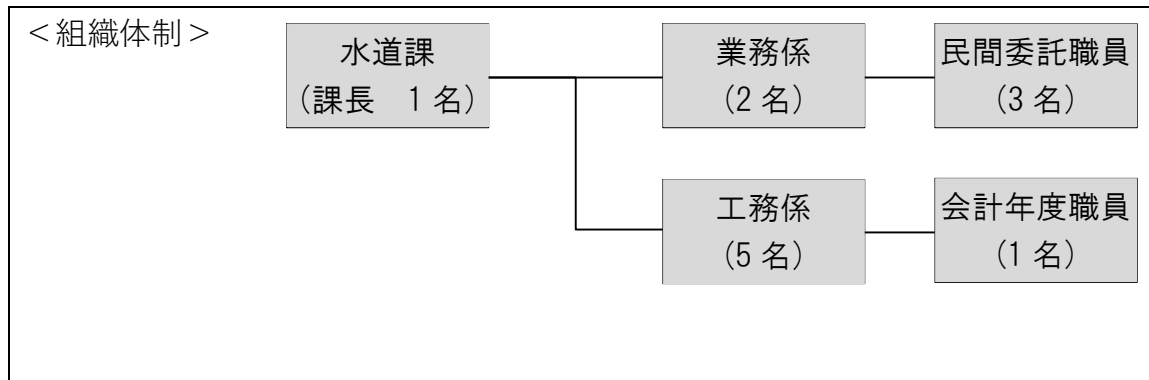 ＜組織体制＞
水道課
（課長　1名）
業務係
（2名）
民間委託職員
（3名）
工務係
（5名）
会計年度職員
（1名）